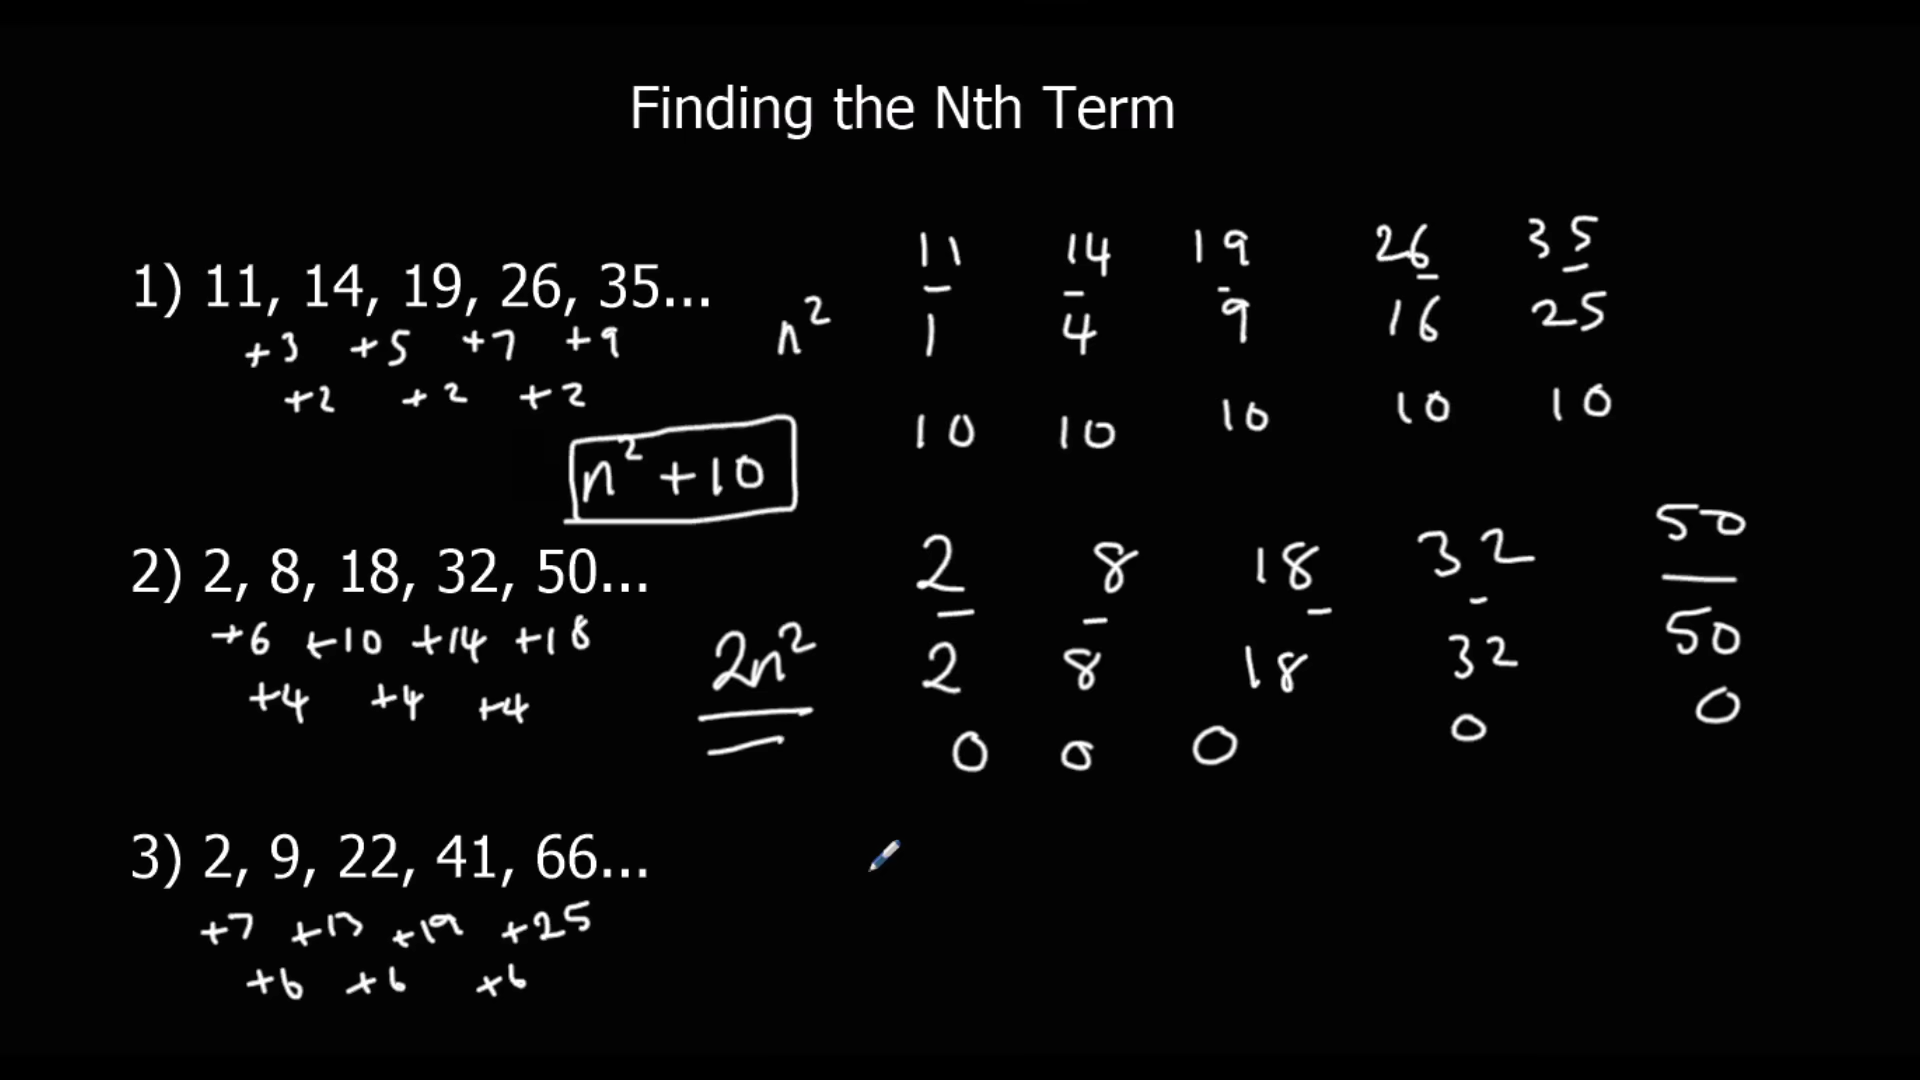 Finding the Nth Term
1) 11, 14, 19, 26, 35...
+3 +5 +7 +9
+2 +2 +2
n² + 10
11 14 19 26 35
- - - - -
n² 1 4 9 16 25
10 10 10 10 10
2) 2, 8, 18, 32, 50...
+6 +10 +14 +18
+4 +4 +4
2 8 18 32 50
- - - - -
2n² 2 8 18 32 50
0 0 0 0 0
3) 2, 9, 22, 41, 66...
+7 +13 +19 +25
+6 +6 +6